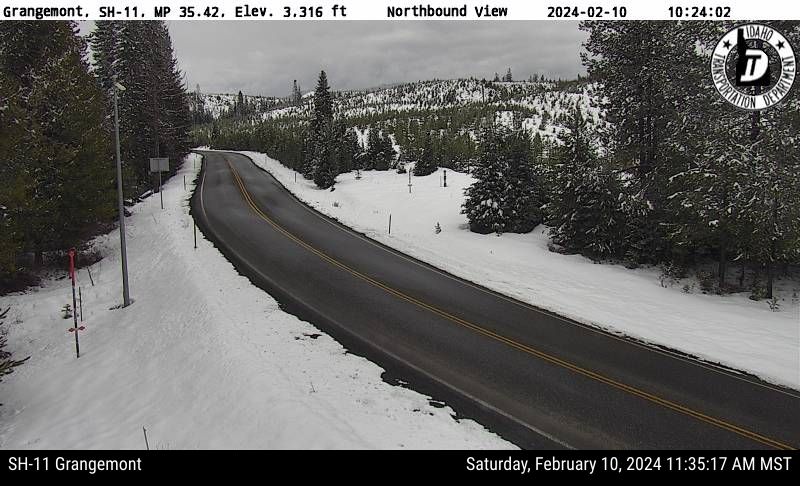 Grangemont, SH-11, MP 35.42, Elev. 3,316 ft Northbound View 2024-02-10 10:24:02
IDAHO
TRANSPORTATION DEPARTMENT
SH-11 Grangemont Saturday, February 10, 2024 11:35:17 AM MST